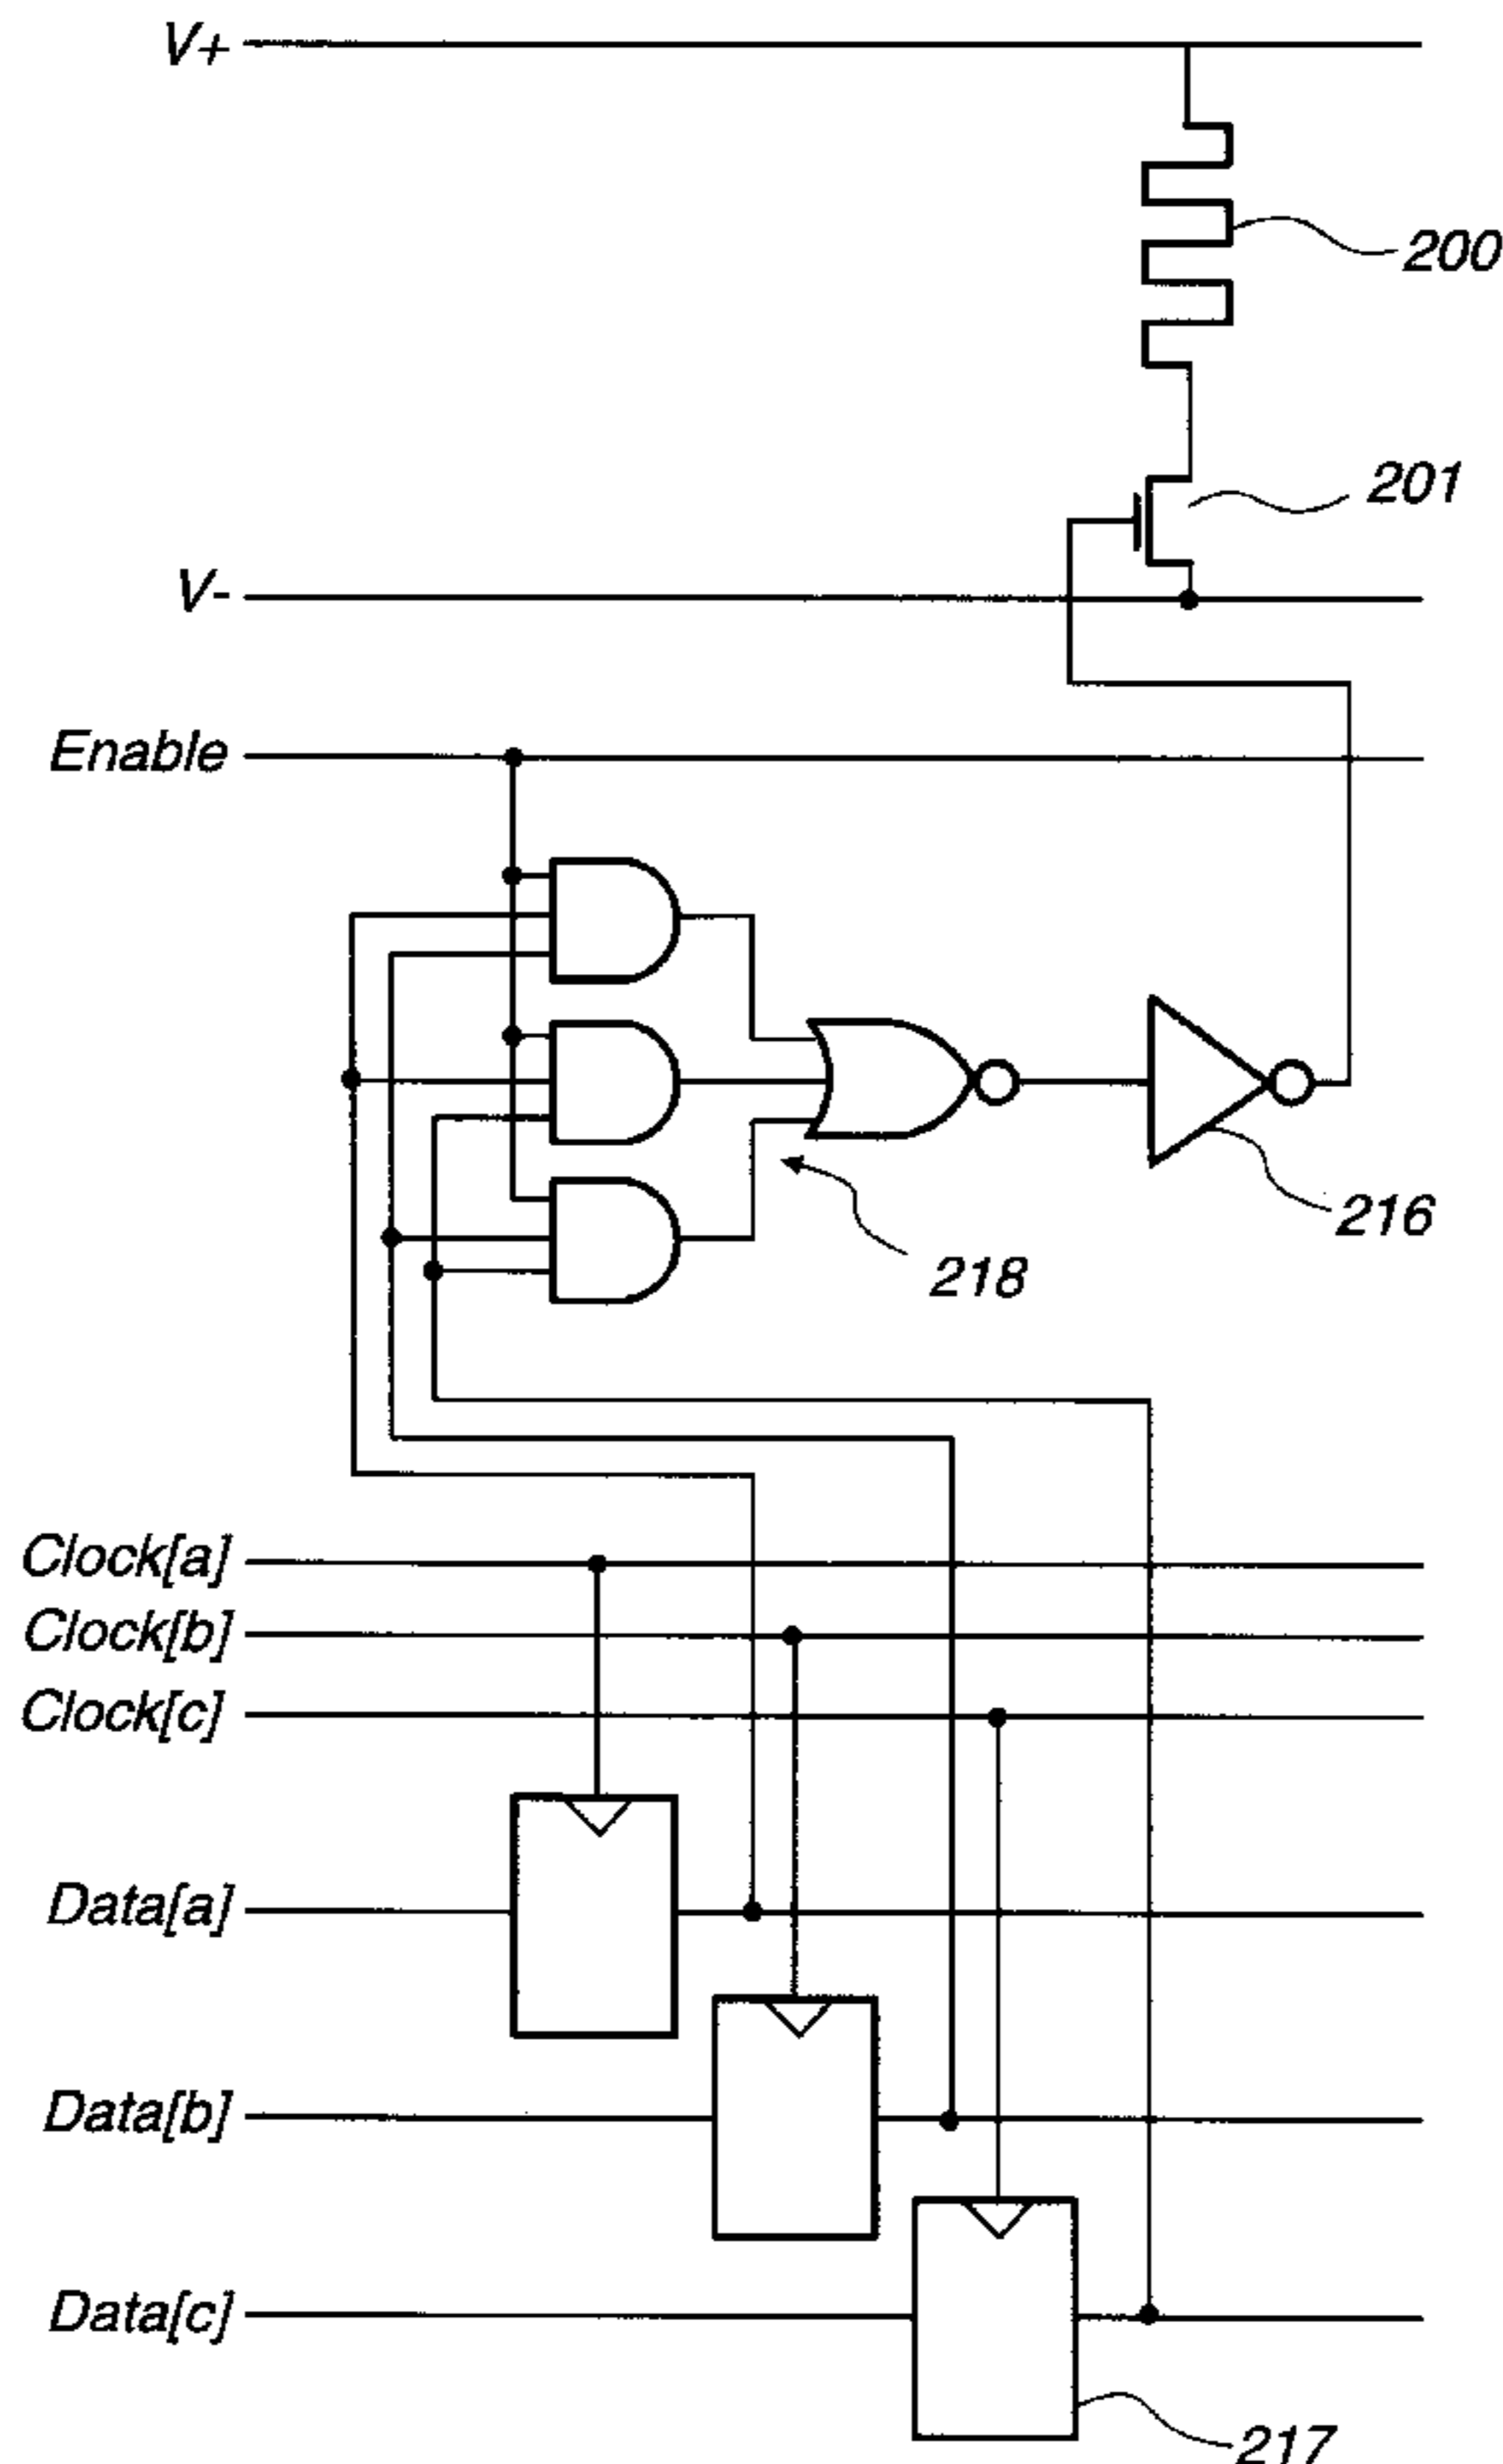 V+
200
201
V-
Enable
216
218
Clock[a]
Clock[b]
Clock[c]
Data[a]
Data[b]
Data[c]
217